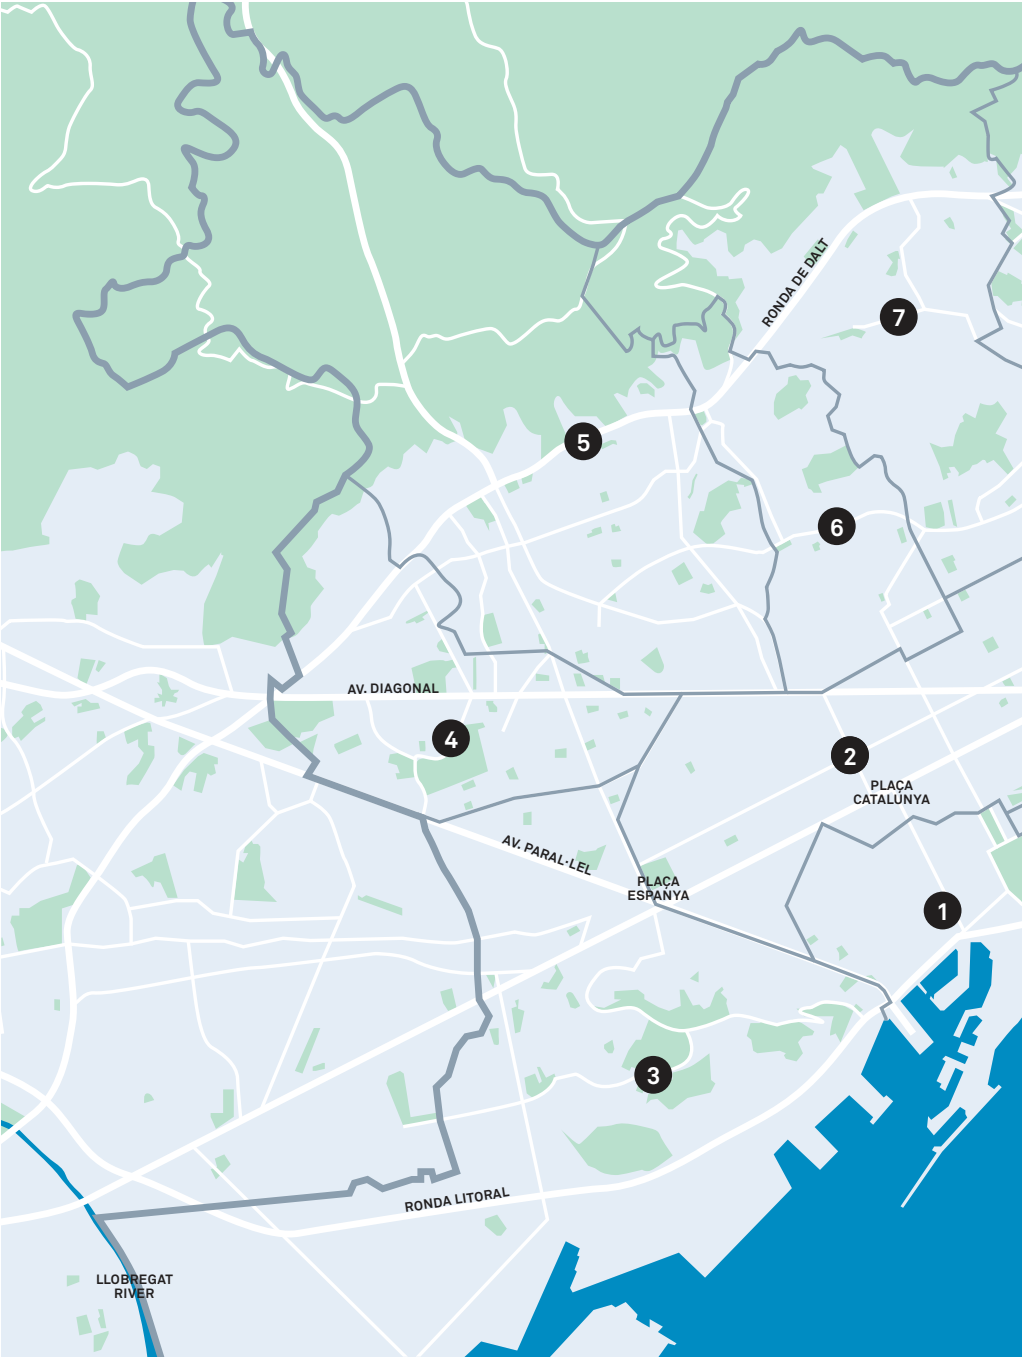 RONDA DE DALT
7
5
6
AV. DIAGONAL
4
2
PLAÇA
CATALUNYA
AV. PARAL·LEL
PLAÇA
ESPANYA
1
3
RONDA LITORAL
LLOBREGAT
RIVER